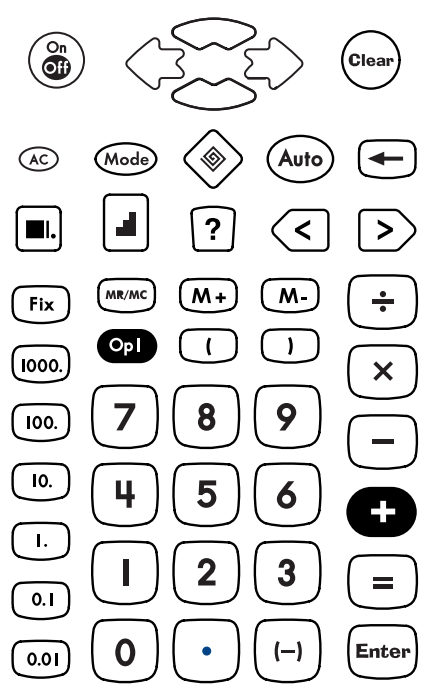 On
Off
Clear
AC
Mode
Auto
←
?
<
>
Fix
MR/MC
M+
M-
÷
1000.
Op1
(
)
×
100.
7
8
9
−
10.
4
5
6
+
1.
1
2
3
=
0.1
0
.
(−)
Enter
0.01